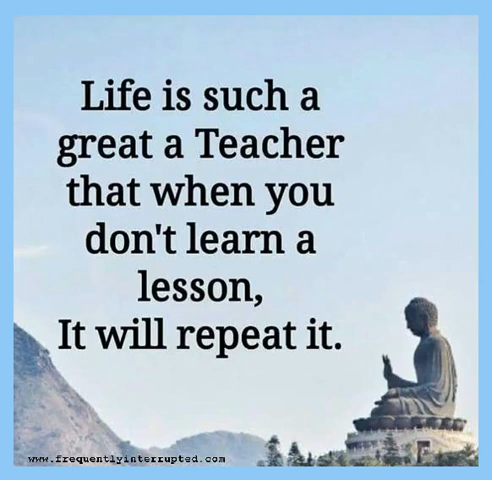 Life is such a
great a Teacher
that when you
don't learn a
lesson,
It will repeat it.
www.frequentlyinterrupted.com